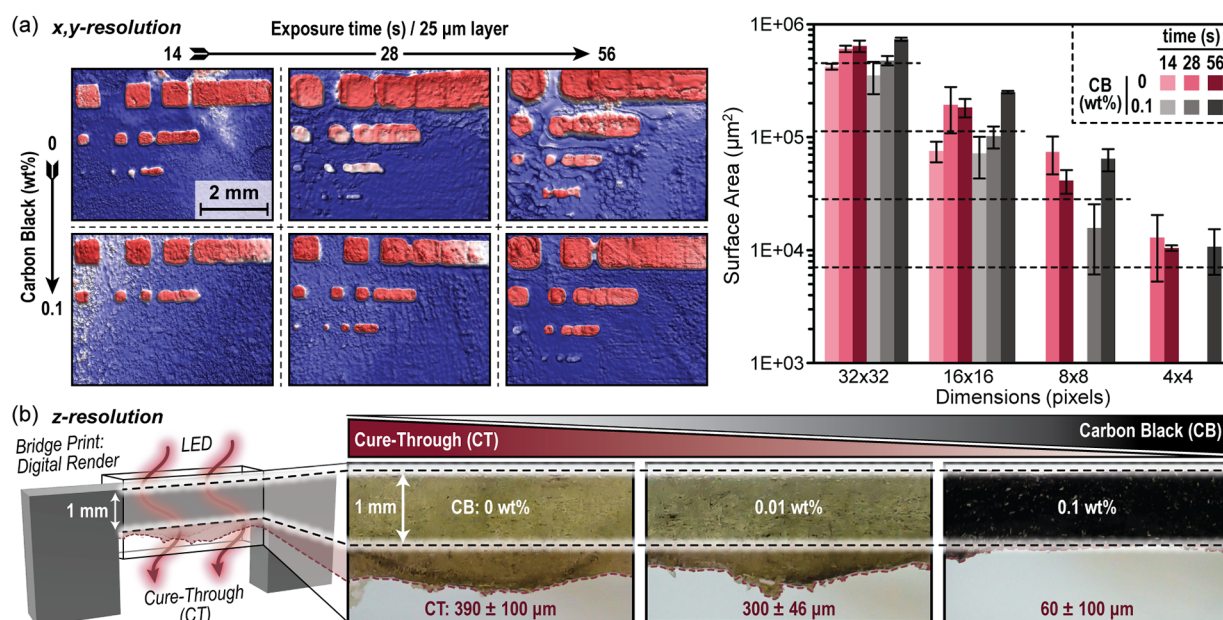 (a) x,y-resolution
Exposure time (s) / 25 µm layer
14
28
56
Carbon Black (wt%)
0
0.1
2 mm
Surface Area (µm²)
1E+06
1E+05
1E+04
1E+03
32x32
16x16
8x8
4x4
Dimensions (pixels)
time (s)
14 28 56
CB
(wt%)
0
0.1
(b) z-resolution
Bridge Print:
Digital Render
LED
1 mm
Cure-Through
(CT)
Cure-Through (CT)
Carbon Black (CB)
1 mm
CB: 0 wt%
0.01 wt%
0.1 wt%
CT: 390 ± 100 µm
300 ± 46 µm
60 ± 100 µm